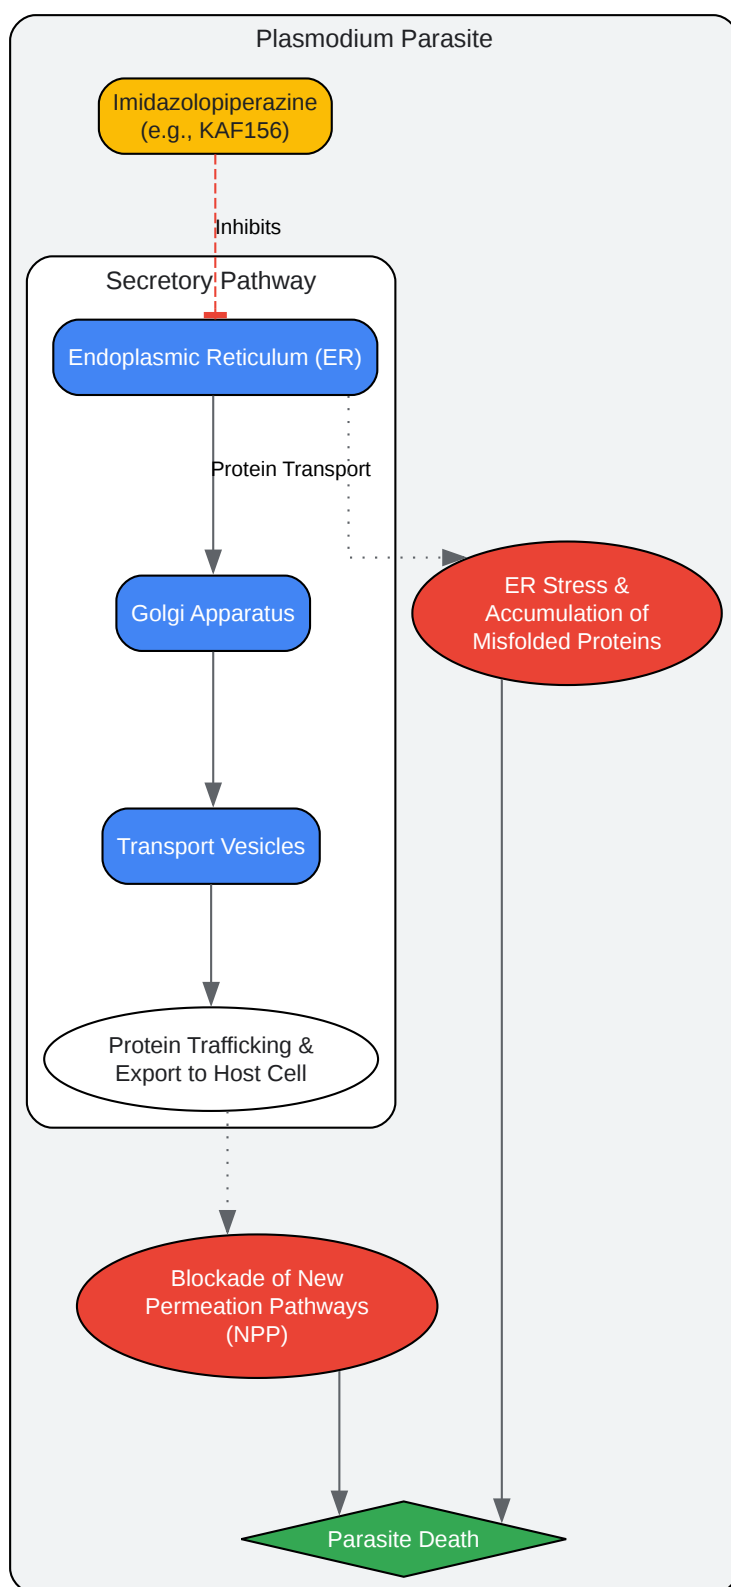 Plasmodium Parasite
Imidazolopiperazine
(e.g., KAF156)
Inhibits
Secretory Pathway
Endoplasmic Reticulum (ER)
Protein Transport
ER Stress &
Accumulation of
Misfolded Proteins
Golgi Apparatus
Transport Vesicles
Protein Trafficking &
Export to Host Cell
Blockade of New
Permeation Pathways
(NPP)
Parasite Death